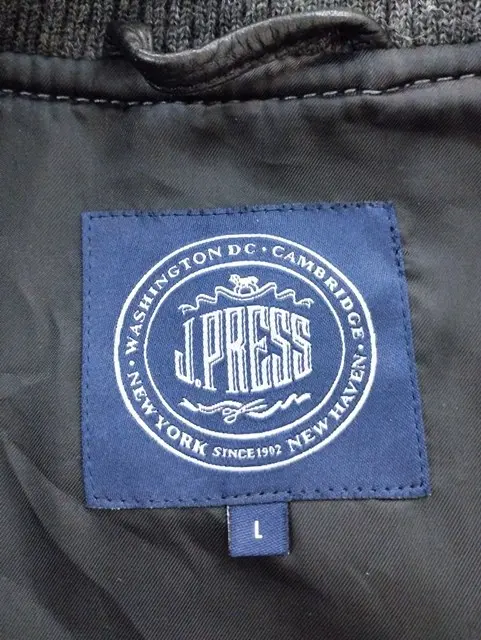 WASHINGTON DC · CAMBRIDGE ·
J.PRESS
· NEW YORK SINCE 1902 NEW HAVEN ·
L